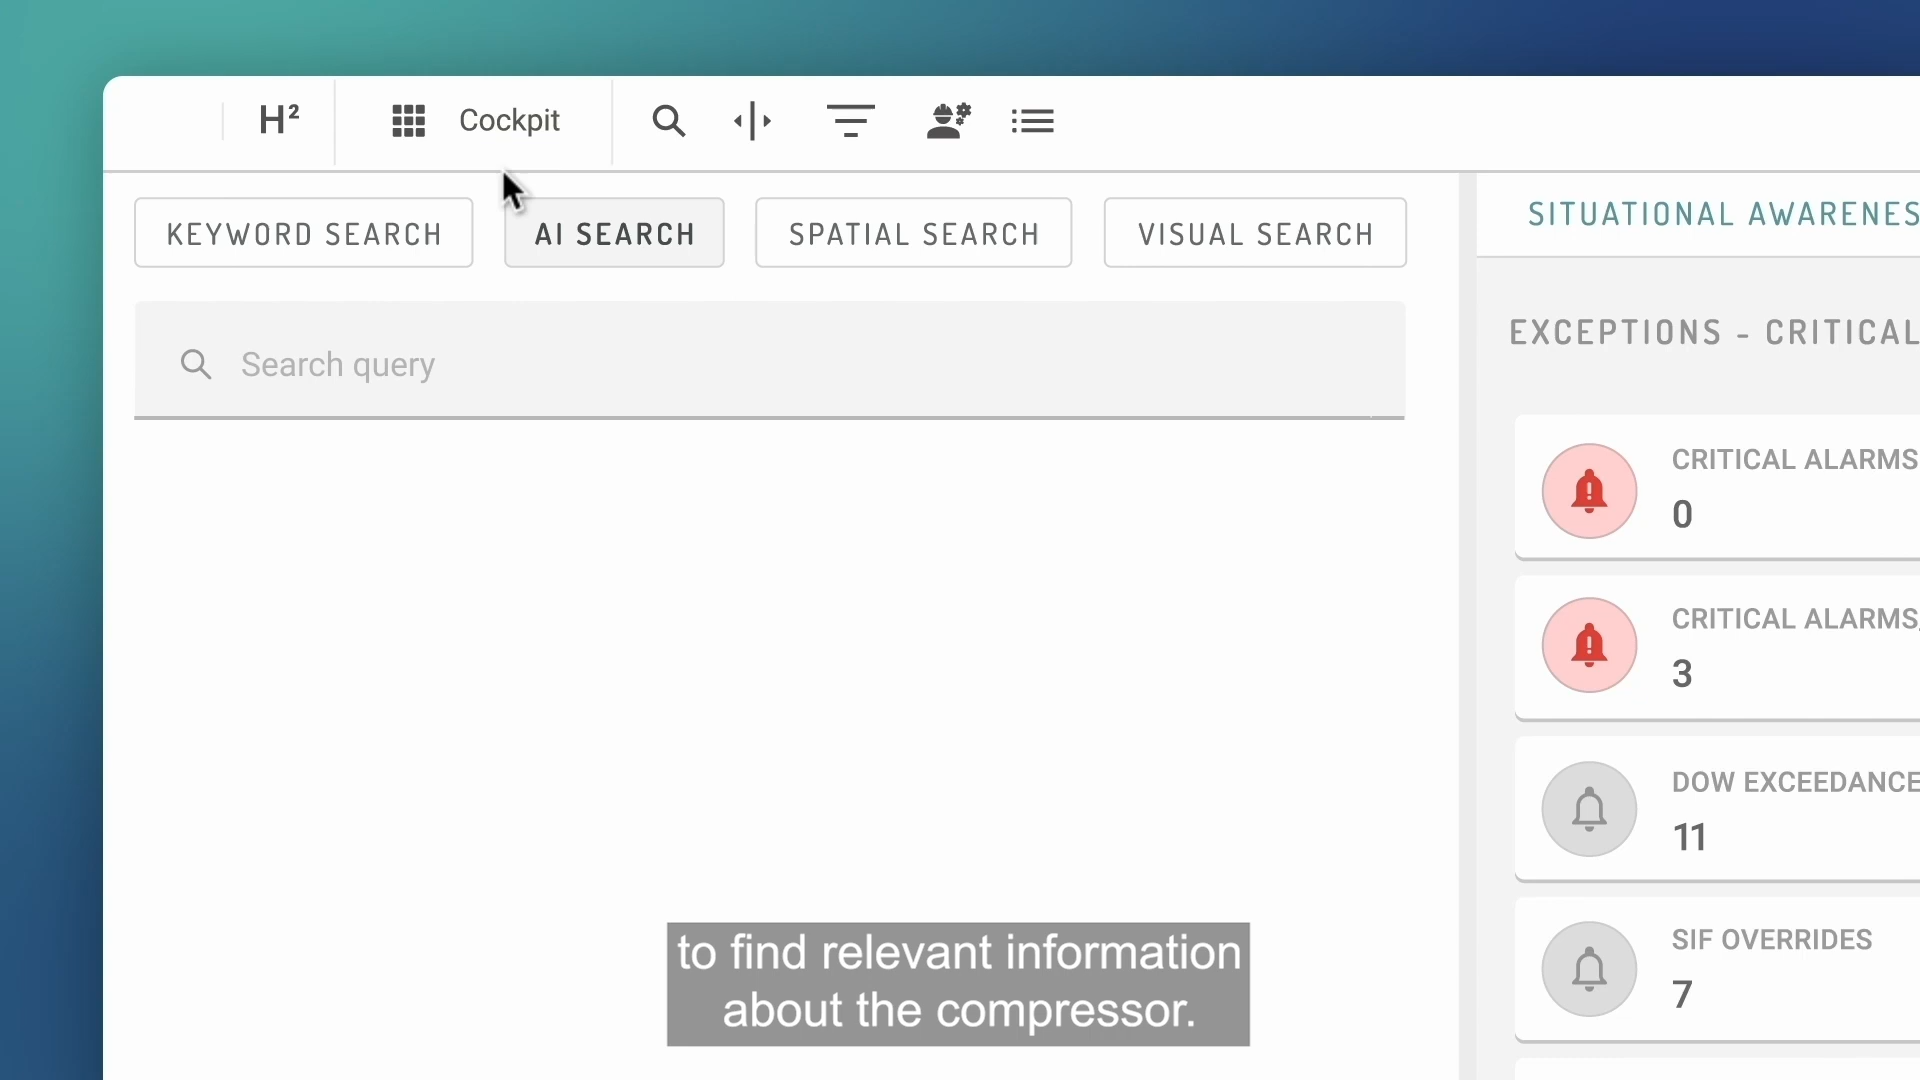 H²
Cockpit
KEYWORD SEARCH
AI SEARCH
SPATIAL SEARCH
VISUAL SEARCH
Search query
SITUATIONAL AWARENES
EXCEPTIONS - CRITICAL
CRITICAL ALARMS
0
CRITICAL ALARMS,
3
DOW EXCEEDANCE
11
SIF OVERRIDES
7
to find relevant information
about the compressor.